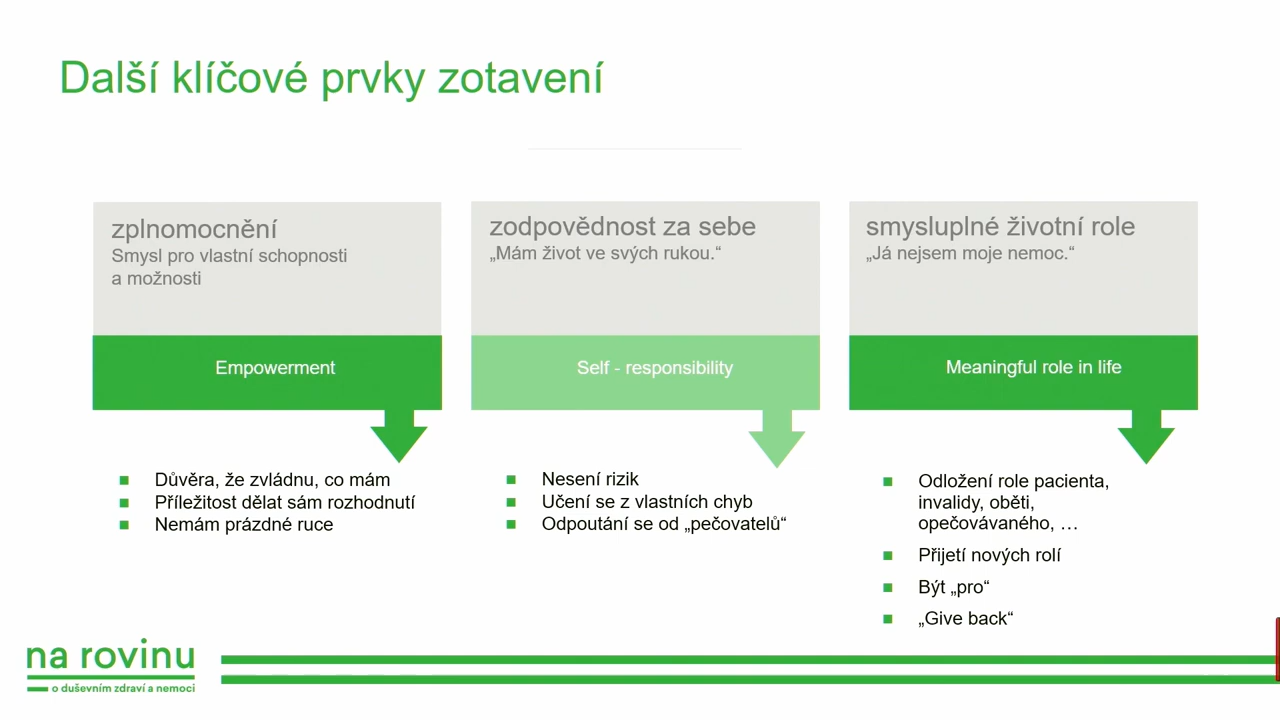 Další klíčové prvky zotavení
zplnomocnění
Smysl pro vlastní schopnosti
a možnosti
Empowerment
Důvěra, že zvládnu, co mám
Příležitost dělat sám rozhodnutí
Nemám prázdné ruce
zodpovědnost za sebe
„Mám život ve svých rukou.“
Self - responsibility
Nesení rizik
Učení se z vlastních chyb
Odpoutání se od „pečovatelů“
smysluplné životní role
„Já nejsem moje nemoc.“
Meaningful role in life
Odložení role pacienta,
invalidy, oběti,
opečovávaného, …
Přijetí nových rolí
Být „pro“
„Give back“
na rovinu
o duševním zdraví a nemoci